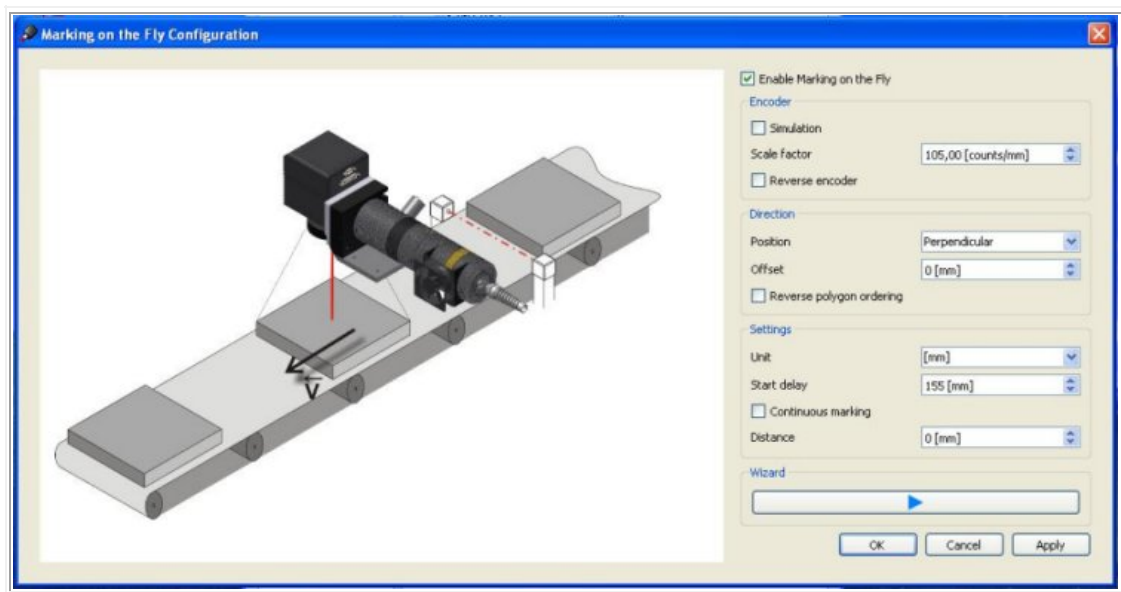 Marking on the Fly Configuration
Enable Marking on the Fly
Encoder
Simulation
Scale factor 105,00 [counts/mm]
Reverse encoder
Direction
Position Perpendicular
Offset 0 [mm]
Reverse polygon ordering
Settings
Unit [mm]
Start delay 155 [mm]
Continuous marking
Distance 0 [mm]
Wizard
OK Cancel Apply